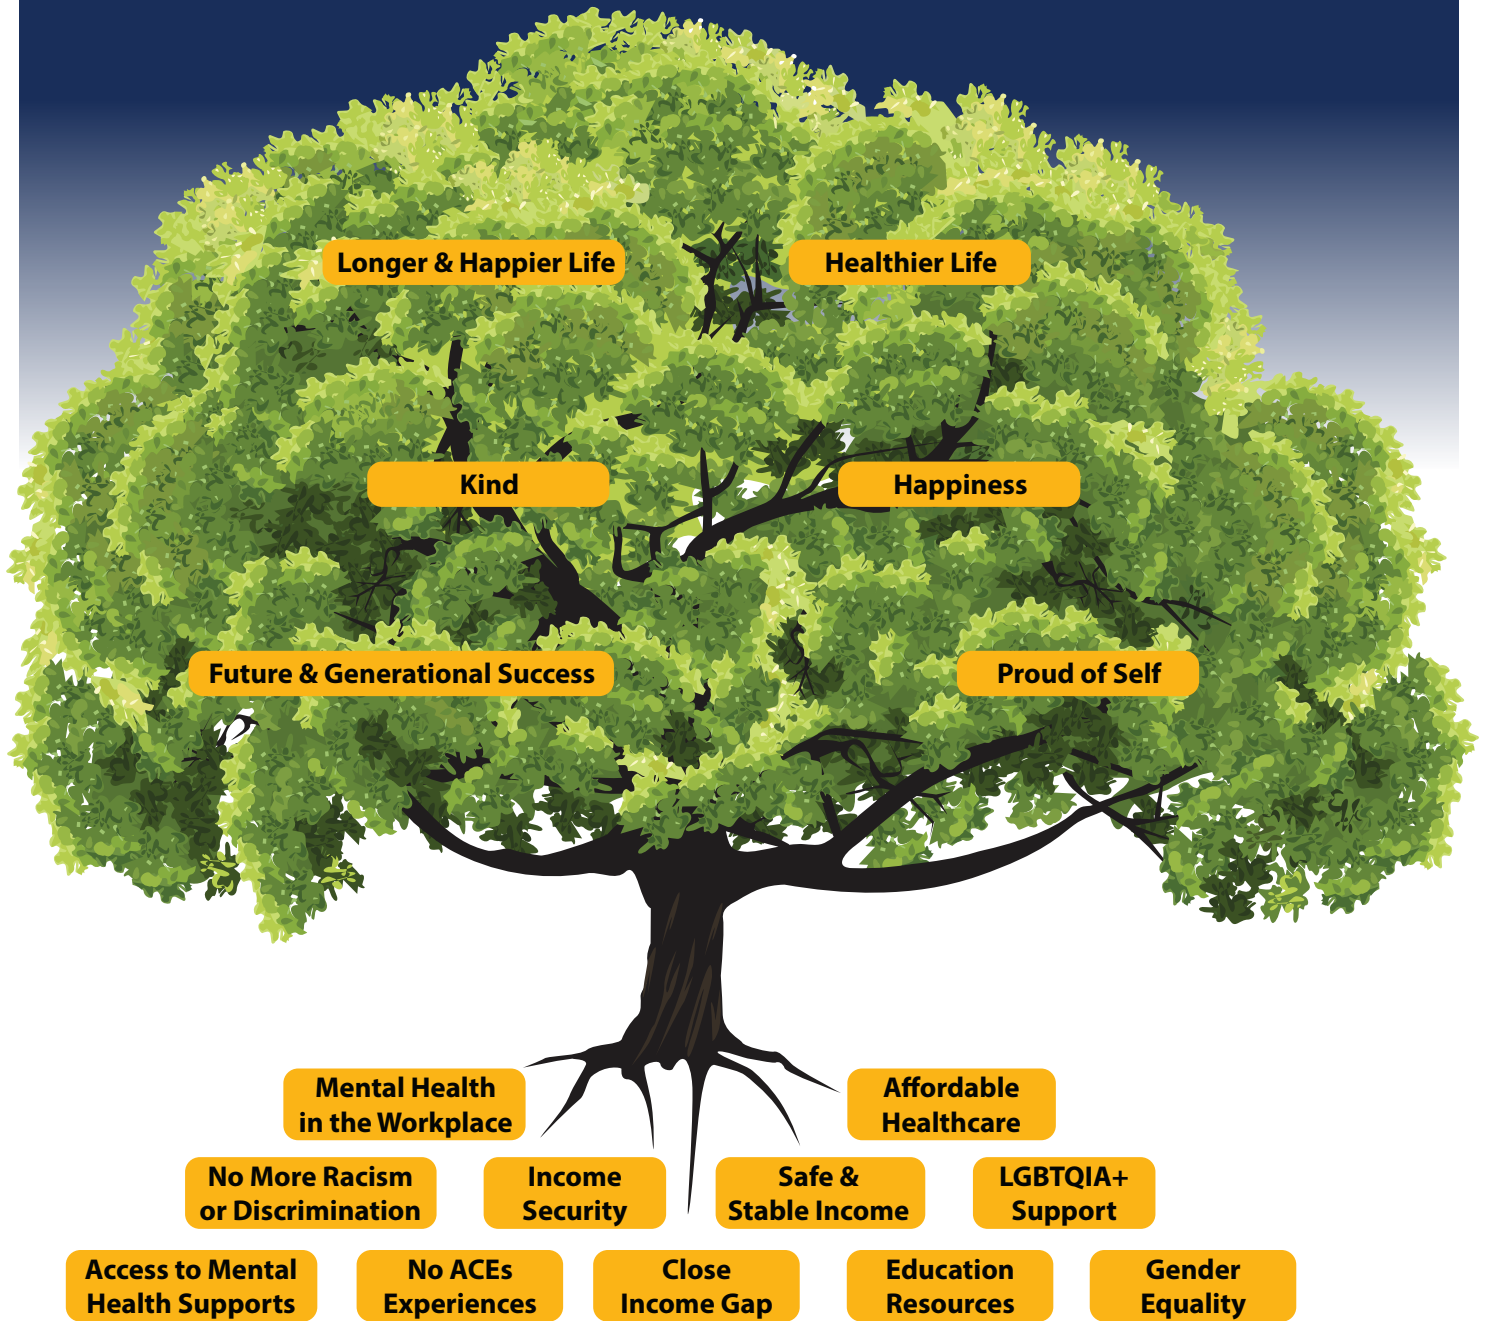 Longer & Happier Life
Healthier Life
Kind
Happiness
Future & Generational Success
Proud of Self
Mental Health
in the Workplace
Affordable
Healthcare
No More Racism
or Discrimination
Income
Security
Safe &
Stable Income
LGBTQIA+
Support
Access to Mental
Health Supports
No ACEs
Experiences
Close
Income Gap
Education
Resources
Gender
Equality